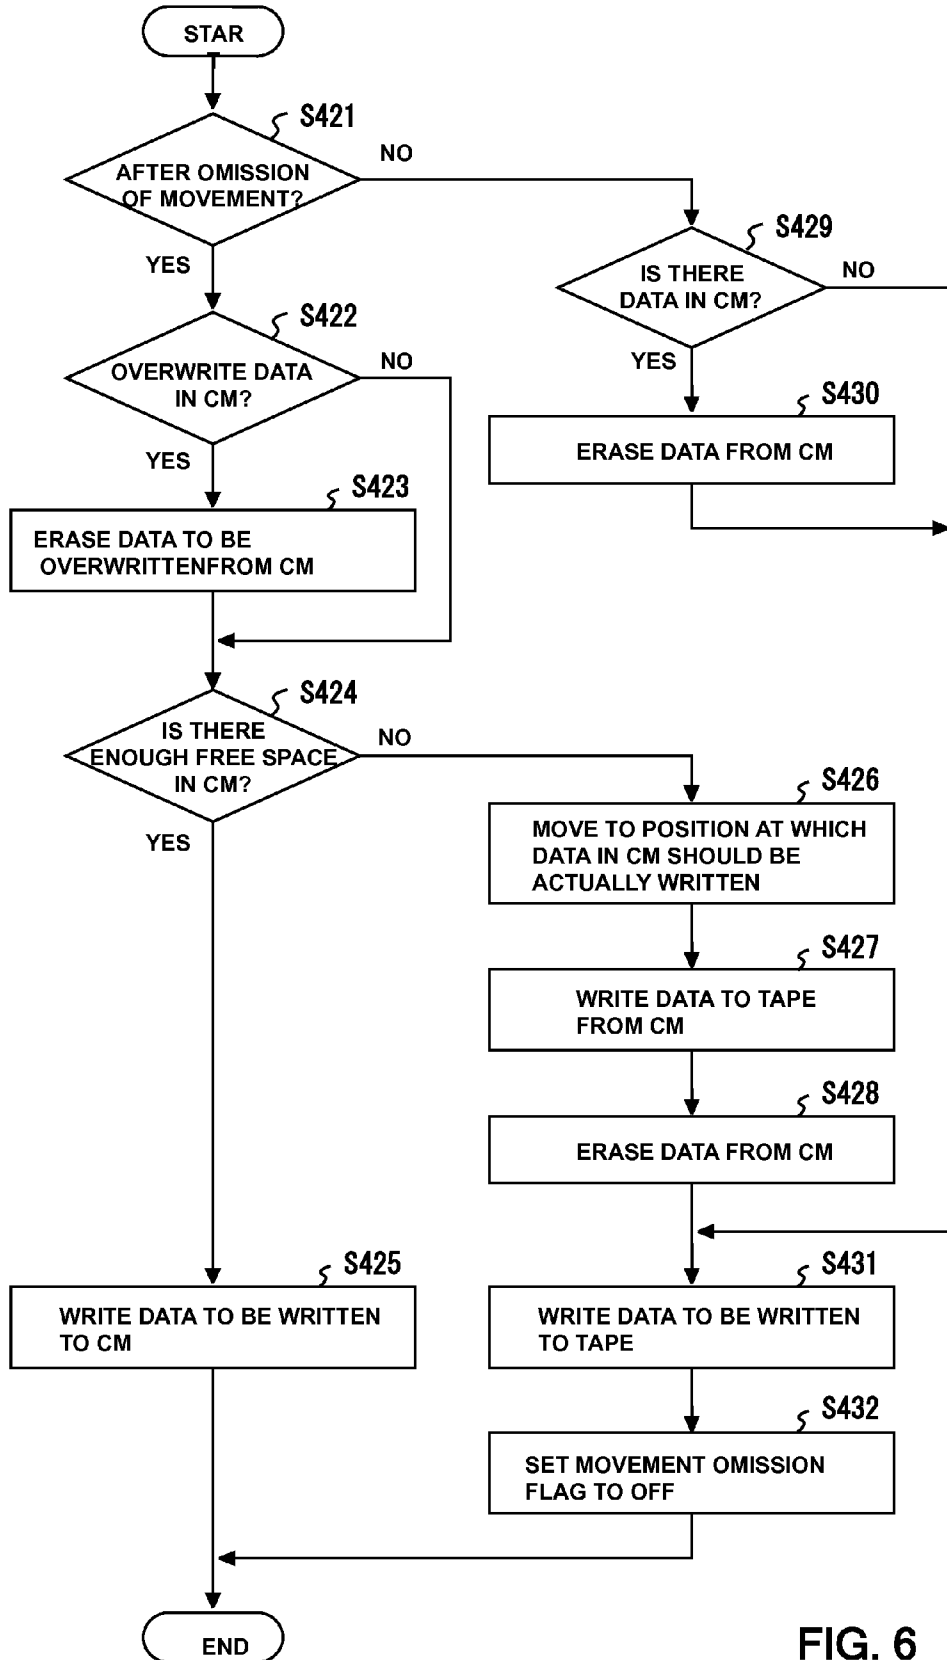 STAR
S421
AFTER OMISSION
OF MOVEMENT?
NO
YES
S429
IS THERE
DATA IN CM?
NO
YES
S422
OVERWRITE DATA
IN CM?
NO
YES
S430
ERASE DATA FROM CM
S423
ERASE DATA TO BE
OVERWRITTENFROM CM
S424
IS THERE
ENOUGH FREE SPACE
IN CM?
NO
YES
S426
MOVE TO POSITION AT WHICH
DATA IN CM SHOULD BE
ACTUALLY WRITTEN
S427
WRITE DATA TO TAPE
FROM CM
S428
ERASE DATA FROM CM
S425
WRITE DATA TO BE WRITTEN
TO CM
S431
WRITE DATA TO BE WRITTEN
TO TAPE
S432
SET MOVEMENT OMISSION
FLAG TO OFF
END
FIG. 6